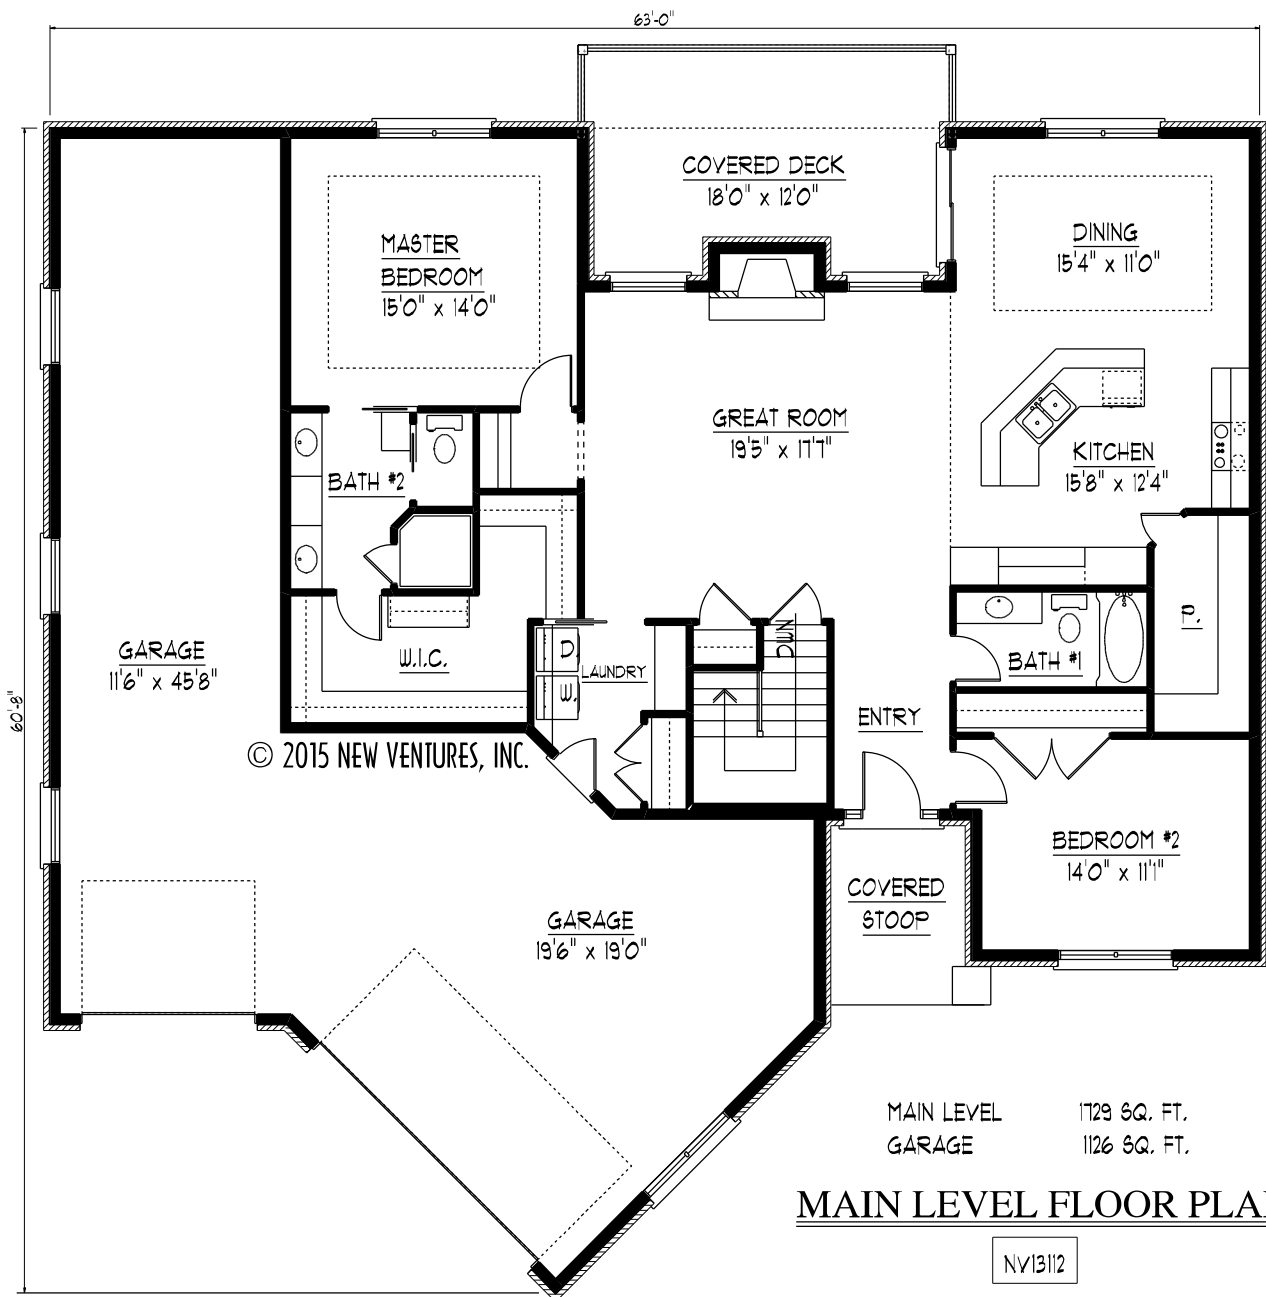 63'-0"
COVERED DECK
18'0" x 12'0"
DINING
15'4" x 11'0"
MASTER
BEDROOM
15'0" x 14'0"
GREAT ROOM
19'5" x 17'7"
KITCHEN
15'8" x 12'4"
BATH #2
P.
GARAGE
11'6" x 45'8"
W.I.C.
D.
W.
LAUNDRY
DWN
BATH #1
60'-8"
ENTRY
© 2015 NEW VENTURES, INC.
BEDROOM #2
14'0" x 11'1"
COVERED
STOOP
GARAGE
19'6" x 19'0"
MAIN LEVEL 1729 SQ. FT.
GARAGE 1126 SQ. FT.
MAIN LEVEL FLOOR PLA
NV13112